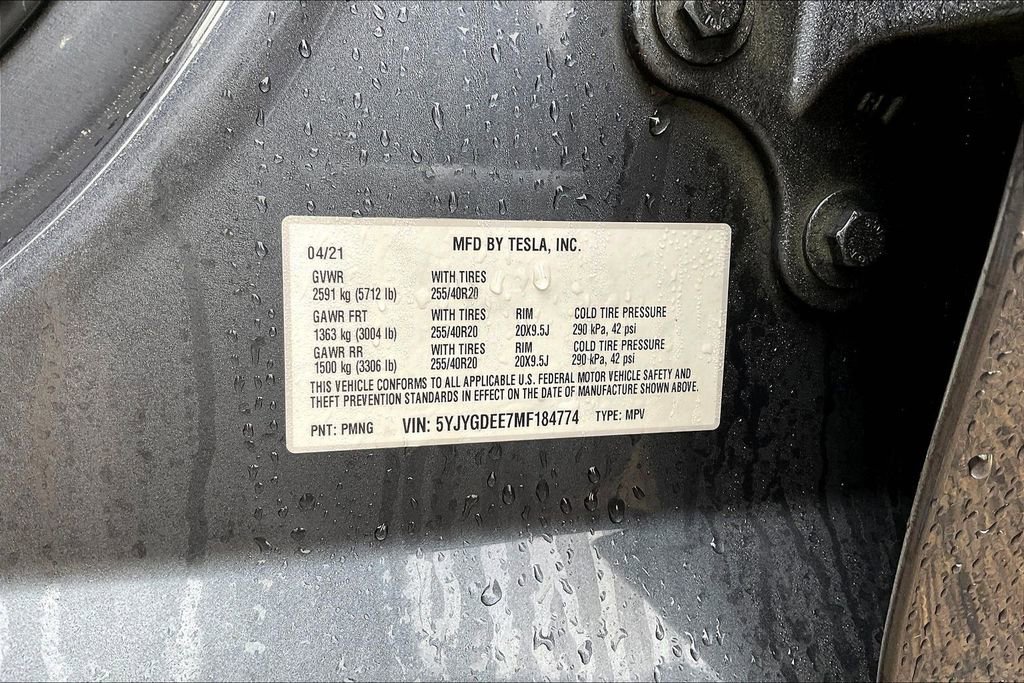 MFD BY TESLA, INC.
04/21
GVWR WITH TIRES
2591 kg (5712 lb) 255/40R20
GAWR FRT WITH TIRES RIM COLD TIRE PRESSURE
1363 kg (3004 lb) 255/40R20 20X9.5J 290 kPa, 42 psi
GAWR RR WITH TIRES RIM COLD TIRE PRESSURE
1500 kg (3306 lb) 255/40R20 20X9.5J 290 kPa, 42 psi
THIS VEHICLE CONFORMS TO ALL APPLICABLE U.S. FEDERAL MOTOR VEHICLE SAFETY AND
THEFT PREVENTION STANDARDS IN EFFECT ON THE DATE OF MANUFACTURE SHOWN ABOVE.
PNT: PMNG VIN: 5YJYGDEE7MF184774 TYPE: MPV